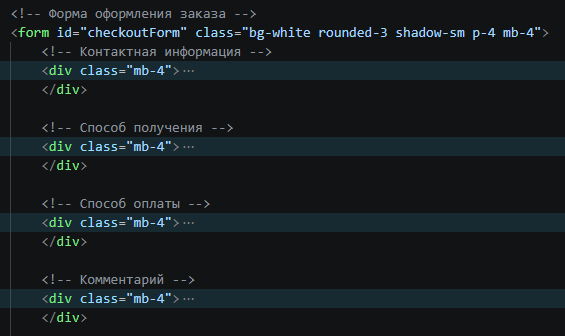 <!-- Форма оформления заказа -->
<form id="checkoutForm" class="bg-white rounded-3 shadow-sm p-4 mb-4">
<!-- Контактная информация -->
<div class="mb-4">···
</div>
<!-- Способ получения -->
<div class="mb-4">···
</div>
<!-- Способ оплаты -->
<div class="mb-4">···
</div>
<!-- Комментарий -->
<div class="mb-4">···
</div>